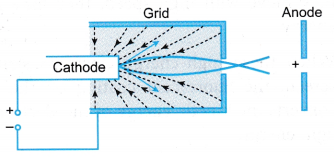 Grid
Anode
Cathode
+
+
−